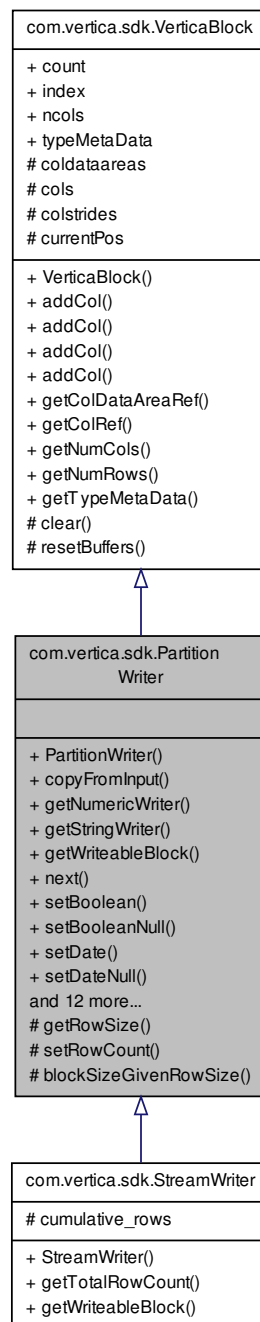 com.vertica.sdk.VerticaBlock
+ count
+ index
+ ncols
+ typeMetaData
# coldataareas
# cols
# colstrides
# currentPos
+ VerticaBlock()
+ addCol()
+ addCol()
+ addCol()
+ addCol()
+ getColDataAreaRef()
+ getColRef()
+ getNumCols()
+ getNumRows()
+ getTypeMetaData()
# clear()
# resetBuffers()
com.vertica.sdk.Partition
Writer
+ PartitionWriter()
+ copyFromInput()
+ getNumericWriter()
+ getStringWriter()
+ getWriteableBlock()
+ next()
+ setBoolean()
+ setBooleanNull()
+ setDate()
+ setDateNull()
and 12 more...
# getRowSize()
# setRowCount()
# blockSizeGivenRowSize()
com.vertica.sdk.StreamWriter
# cumulative_rows
+ StreamWriter()
+ getTotalRowCount()
+ getWriteableBlock()